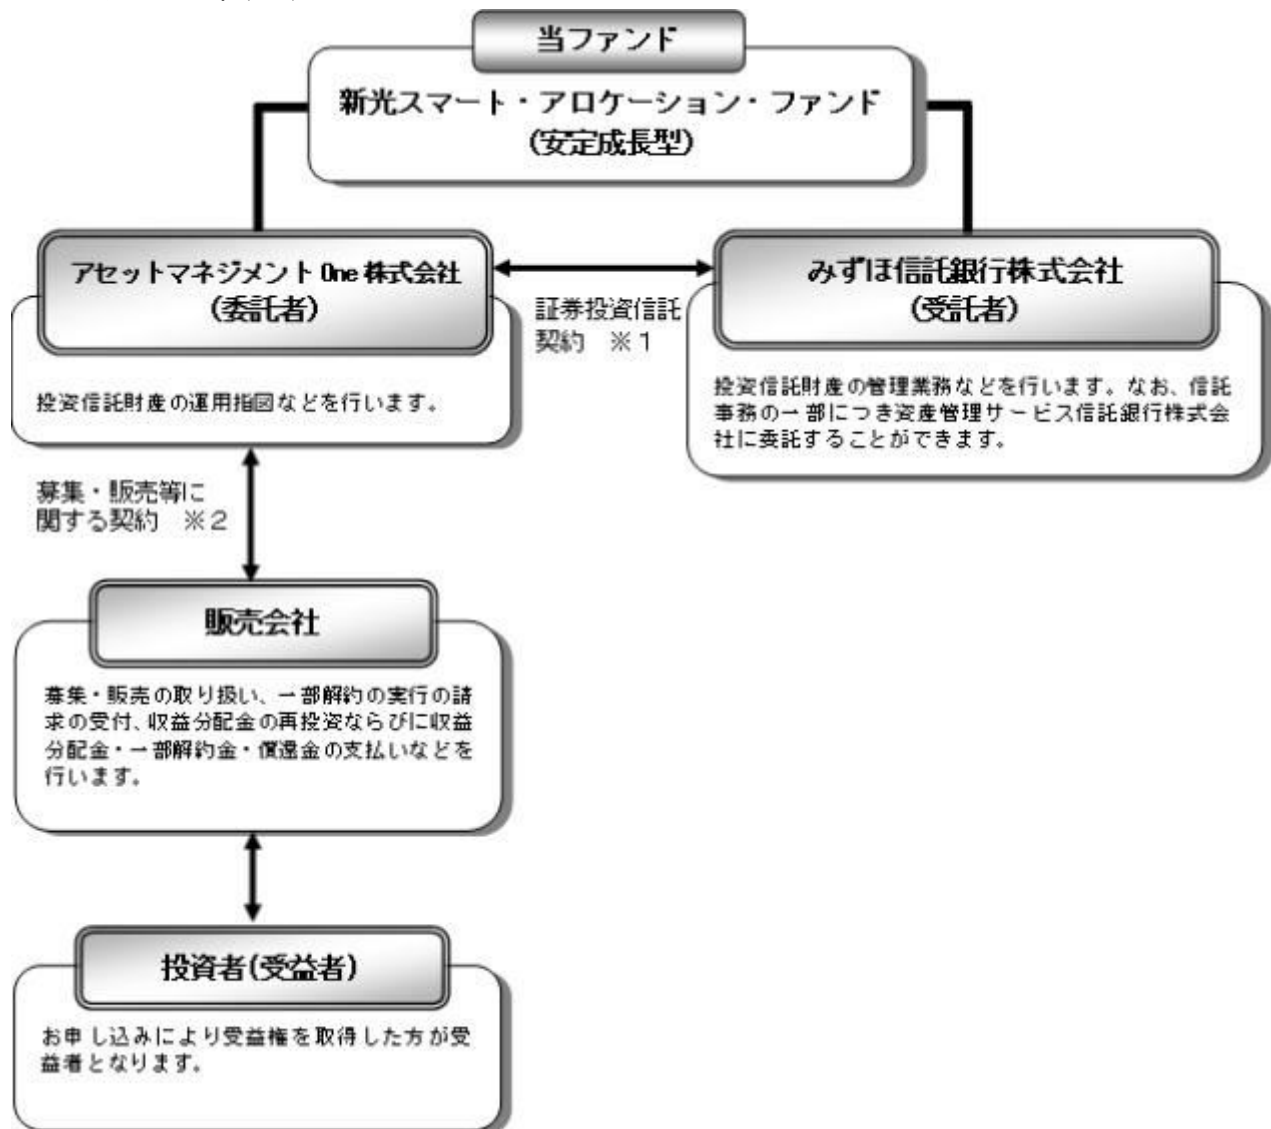 当ファンド
新光スマート・アロケーション・ファンド
(安定成長型)
アセットマネジメントOne株式会社
(委託者)
投資信託財産の運用指図などを行います。
証券投資信託
契約　※１
みずほ信託銀行株式会社
(受託者)
投資信託財産の管理業務などを行います。なお、信託
事務の一部につき資産管理サービス信託銀行株式会
社に委託することができます。
募集・販売等に
関する契約　※２
販売会社
募集・販売の取り扱い、一部解約の実行の請
求の受付、収益分配金の再投資ならびに収益
分配金・一部解約金・償還金の支払いなどを
行います。
投資者(受益者)
お申し込みにより受益権を取得した方が受
益者となります。